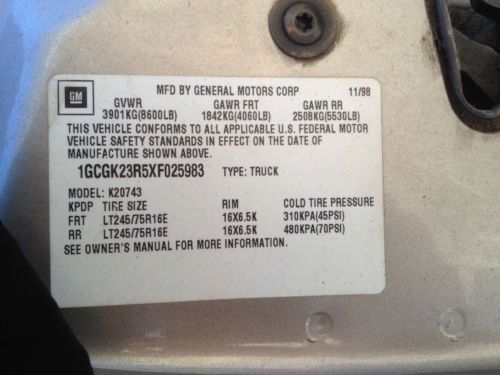 GM
MFD BY GENERAL MOTORS CORP 11/98
GVWR GAWR FRT GAWR RR
3901KG(8600LB) 1842KG(4060LB) 2508KG(5530LB)
THIS VEHICLE CONFORMS TO ALL APPLICABLE U.S. FEDERAL MOTOR
VEHICLE SAFETY STANDARDS IN EFFECT ON THE DATE OF
MANUFACTURE SHOWN ABOVE.
1GCGK23R5XF025983 TYPE: TRUCK
MODEL: K20743
KPDP TIRE SIZE RIM COLD TIRE PRESSURE
FRT LT245/75R16E 16X6.5K 310KPA(45PSI)
RR LT245/75R16E 16X6.5K 480KPA(70PSI)
SEE OWNER'S MANUAL FOR MORE INFORMATION.